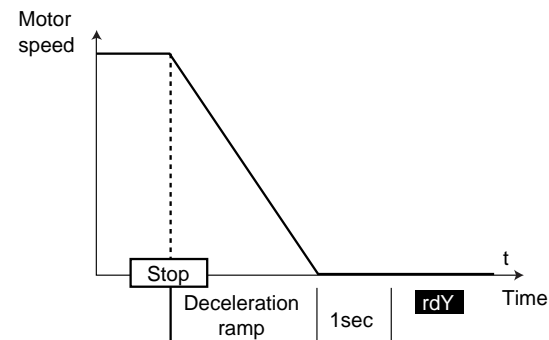 Motor
speed
t
Time
Stop
Deceleration
ramp
1sec
rdY